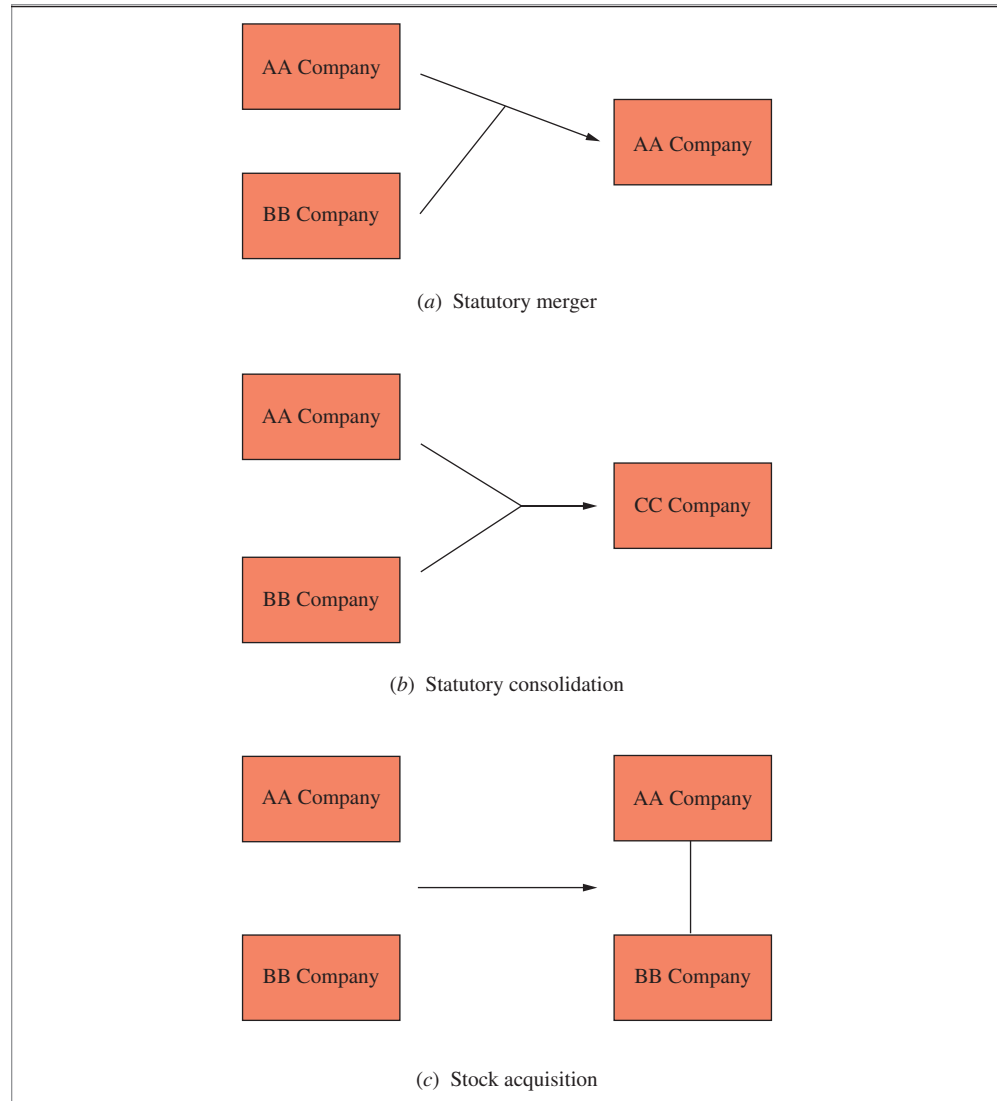 AA Company
AA Company
BB Company
(a) Statutory merger
AA Company
CC Company
BB Company
(b) Statutory consolidation
AA Company
AA Company
BB Company
BB Company
(c) Stock acquisition